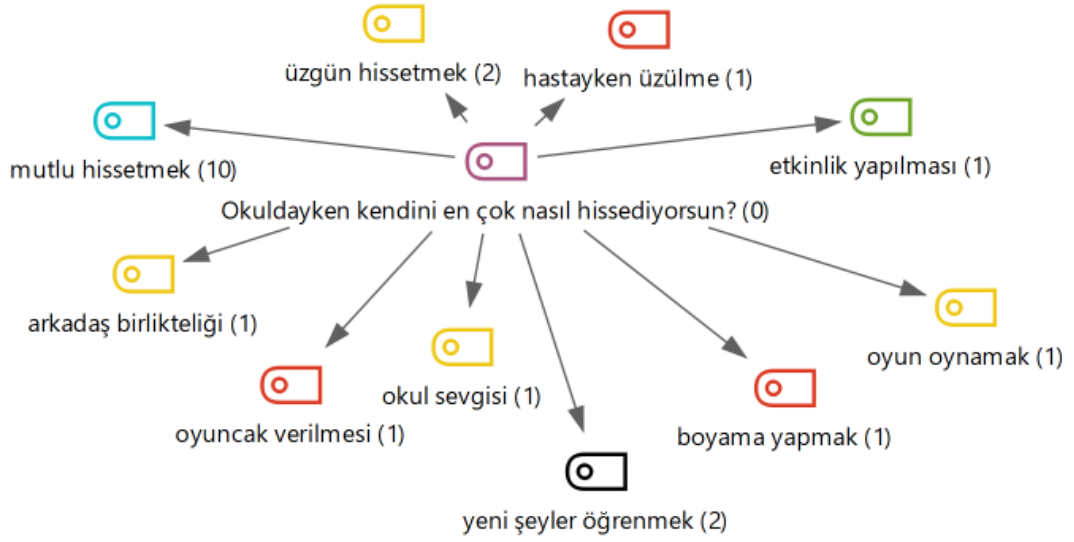 üzgün hissetmek (2)
hastayken üzülme (1)
mutlu hissetmek (10)
etkinlik yapılması (1)
Okuldayken kendini en çok nasıl hissediyorsun? (0)
arkadaş birlikteliği (1)
oyun oynamak (1)
okul sevgisi (1)
oyuncak verilmesi (1)
boyama yapmak (1)
yeni şeyler öğrenmek (2)